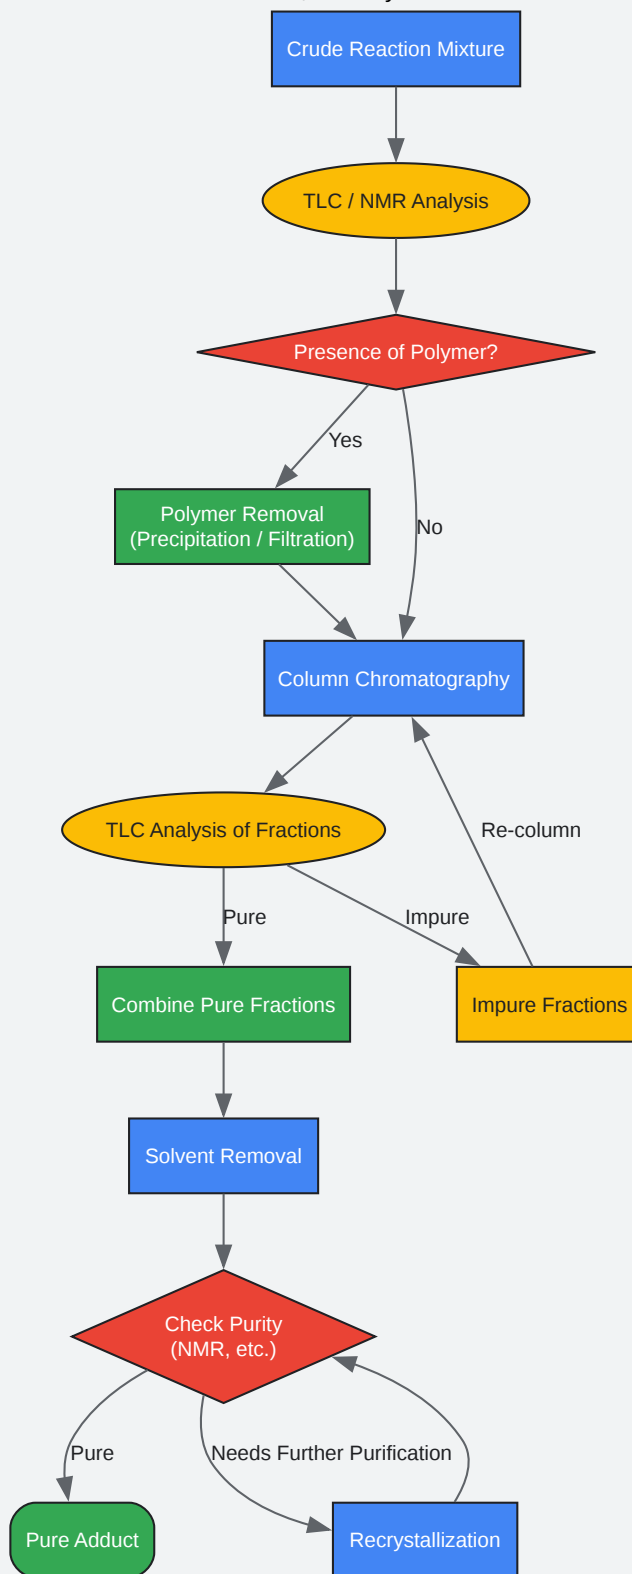 Crude Reaction Mixture
TLC / NMR Analysis
Presence of Polymer?
Yes
Polymer Removal
(Precipitation / Filtration)
No
Column Chromatography
TLC Analysis of Fractions
Re-column
Pure
Impure
Combine Pure Fractions
Impure Fractions
Solvent Removal
Check Purity
(NMR, etc.)
Pure
Needs Further Purification
Pure Adduct
Recrystallization